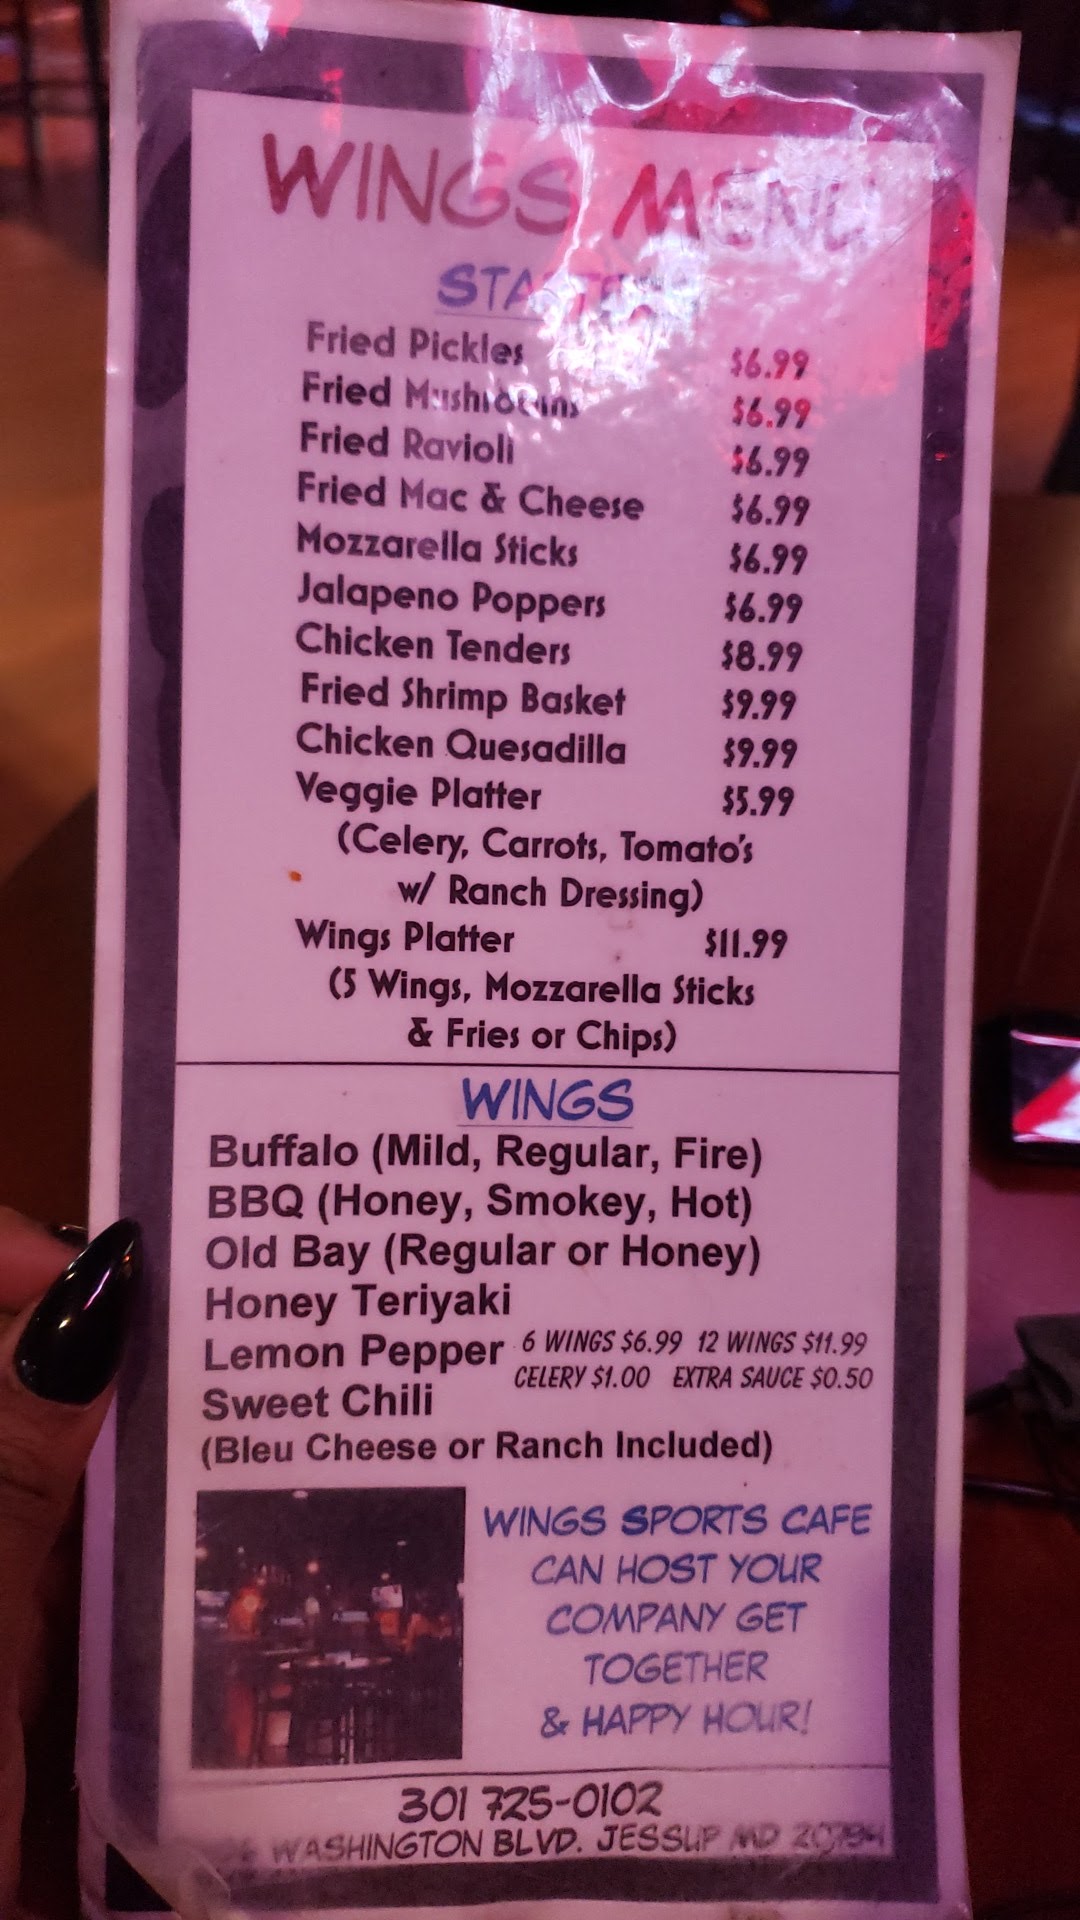 WINGS MENU
STARTERS
Fried Pickles $6.99
Fried Mushrooms $6.99
Fried Ravioli $6.99
Fried Mac & Cheese $6.99
Mozzarella Sticks $6.99
Jalapeno Poppers $6.99
Chicken Tenders $8.99
Fried Shrimp Basket $9.99
Chicken Quesadilla $9.99
Veggie Platter $5.99
(Celery, Carrots, Tomato's
w/ Ranch Dressing)
Wings Platter $11.99
(5 Wings, Mozzarella Sticks
& Fries or Chips)
WINGS
Buffalo (Mild, Regular, Fire)
BBQ (Honey, Smokey, Hot)
Old Bay (Regular or Honey)
Honey Teriyaki
Lemon Pepper 6 WINGS $6.99 12 WINGS $11.99
CELERY $1.00 EXTRA SAUCE $0.50
Sweet Chili
(Bleu Cheese or Ranch Included)
WINGS SPORTS CAFE
CAN HOST YOUR
COMPANY GET
TOGETHER
& HAPPY HOUR!
301 725-0102
WASHINGTON BLVD. JESSUP MD 20794